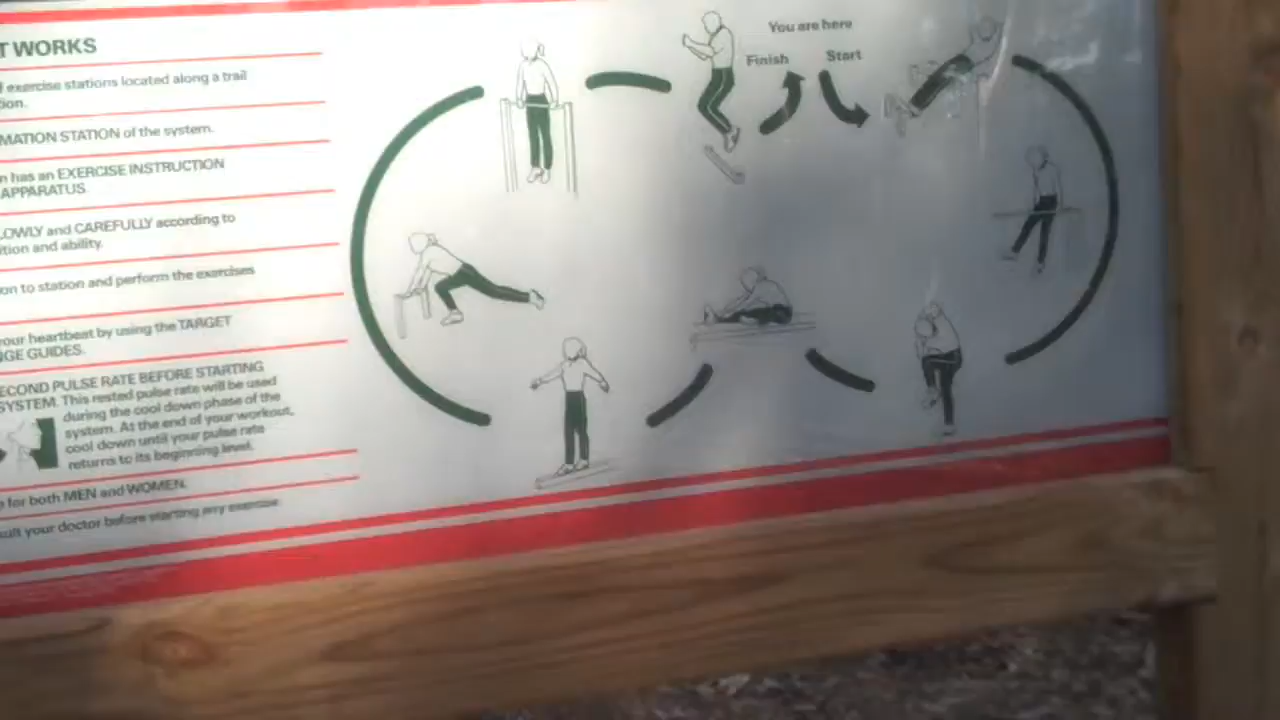 T WORKS
exercise stations located along a trail
ion.
MATION STATION of the system.
n has an EXERCISE INSTRUCTION
APPARATUS.
LOWLY and CAREFULLY according to
ition and ability.
on to station and perform the exercises
our heartbeat by using the TARGET
NGE GUIDES.
ECOND PULSE RATE BEFORE STARTING
SYSTEM. This rested pulse rate will be used
during the cool down phase of the
system. At the end of your workout,
cool down until your pulse rate
returns to its beginning level.
for both MEN and WOMEN.
sult your doctor before starting any exercise
You are here
Finish Start